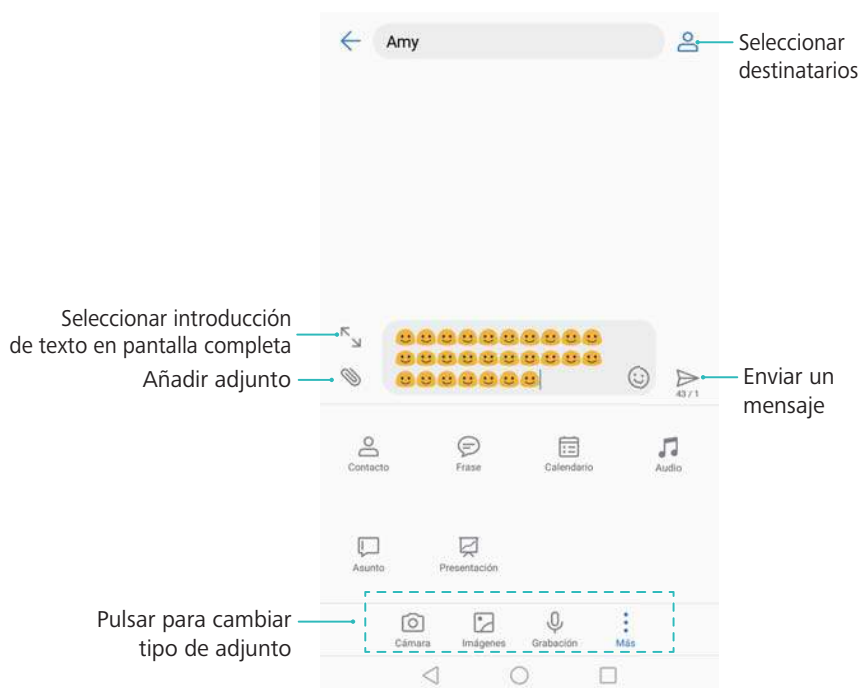 Amy
Seleccionar
destinatarios
Seleccionar introducción
de texto en pantalla completa
Añadir adjunto
Enviar un
mensaje
43 / 1
Contacto
Frase
Calendario
Audio
Asunto
Presentación
Pulsar para cambiar
tipo de adjunto
Cámara
Imágenes
Grabación
Más